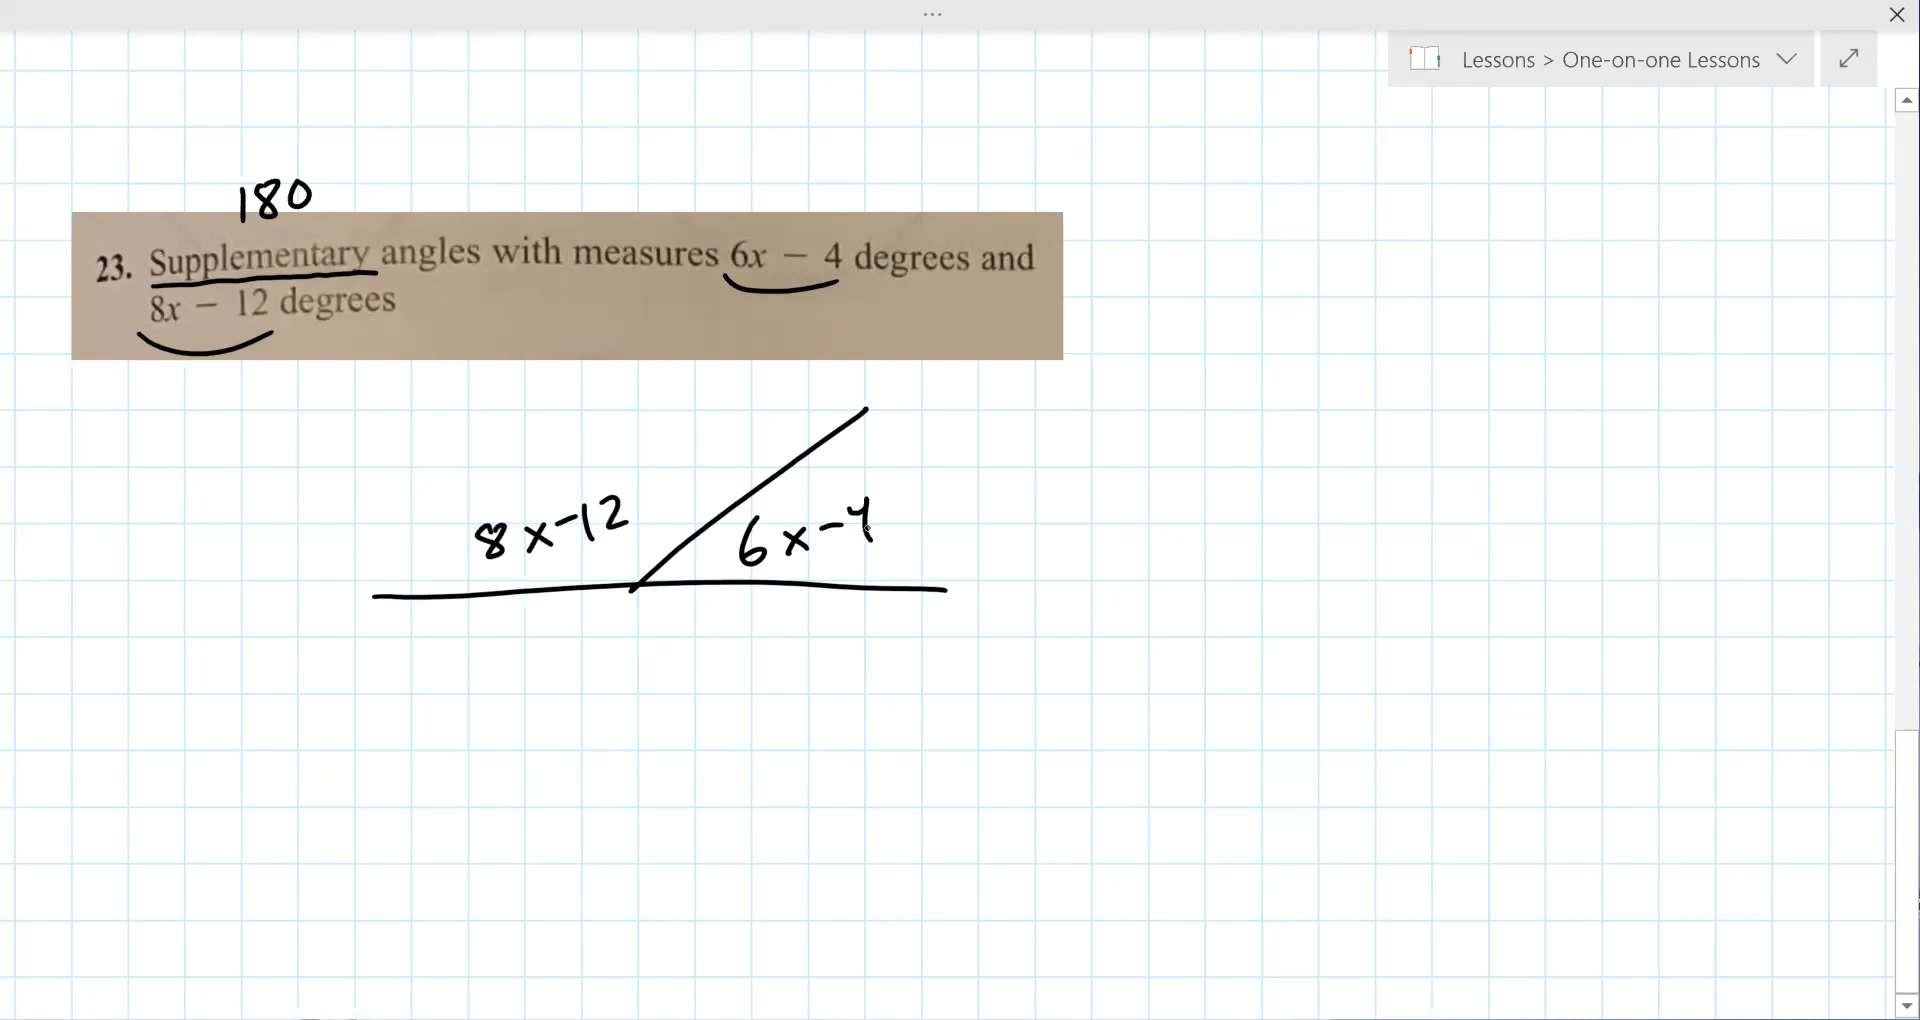 Lessons > One-on-one Lessons
180
23. Supplementary angles with measures 6x − 4 degrees and
8x − 12 degrees
8x-12
6x-4